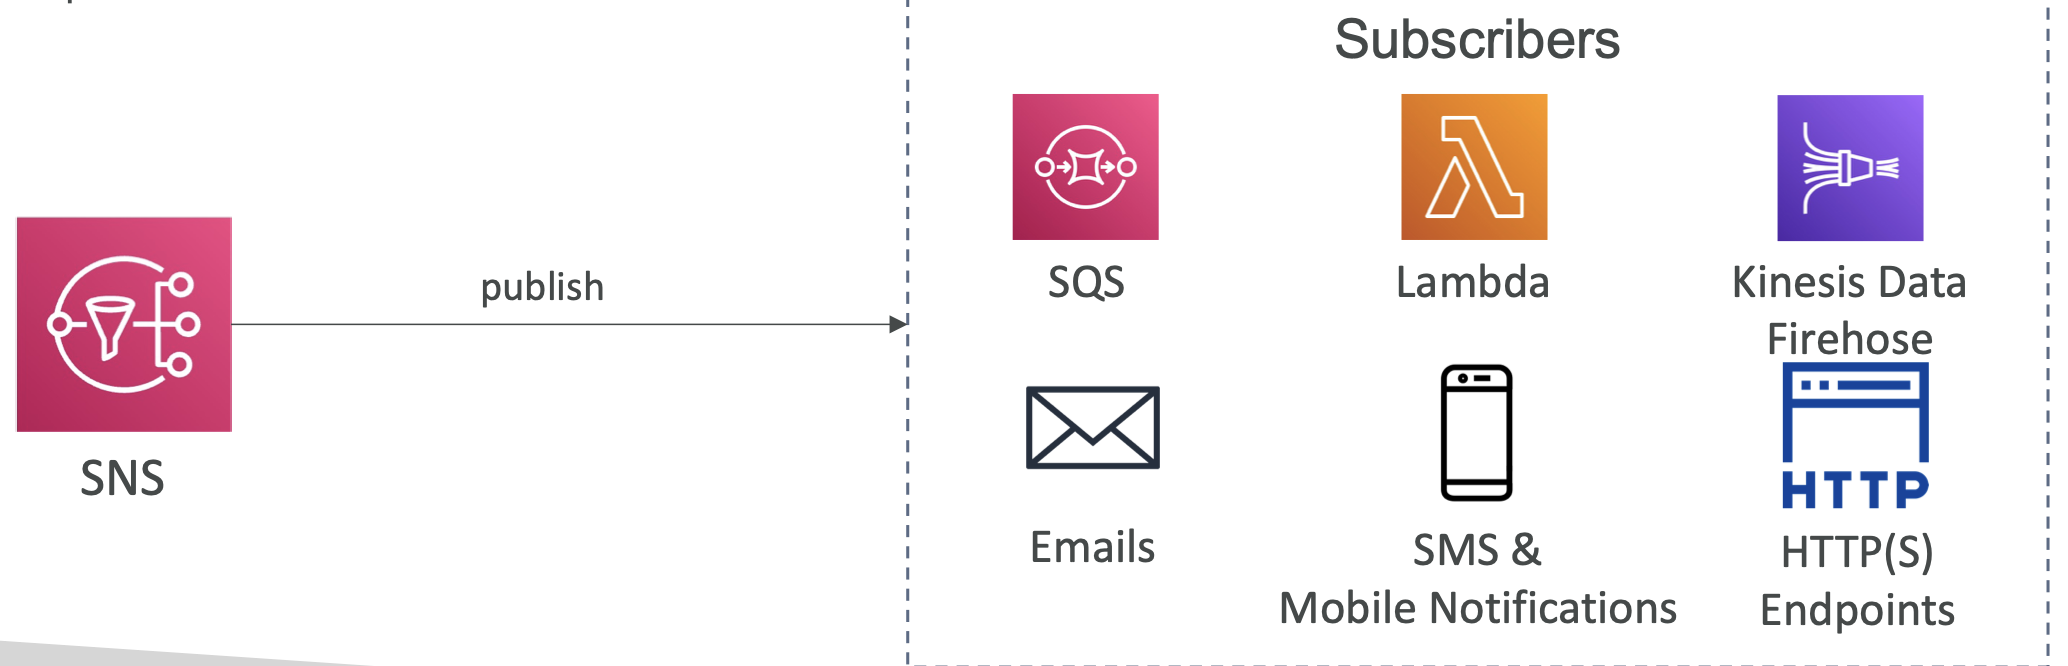 Subscribers
SQS
Lambda
Kinesis Data
Firehose
publish
SNS
HTTP
Emails
SMS &
Mobile Notifications
HTTP(S)
Endpoints